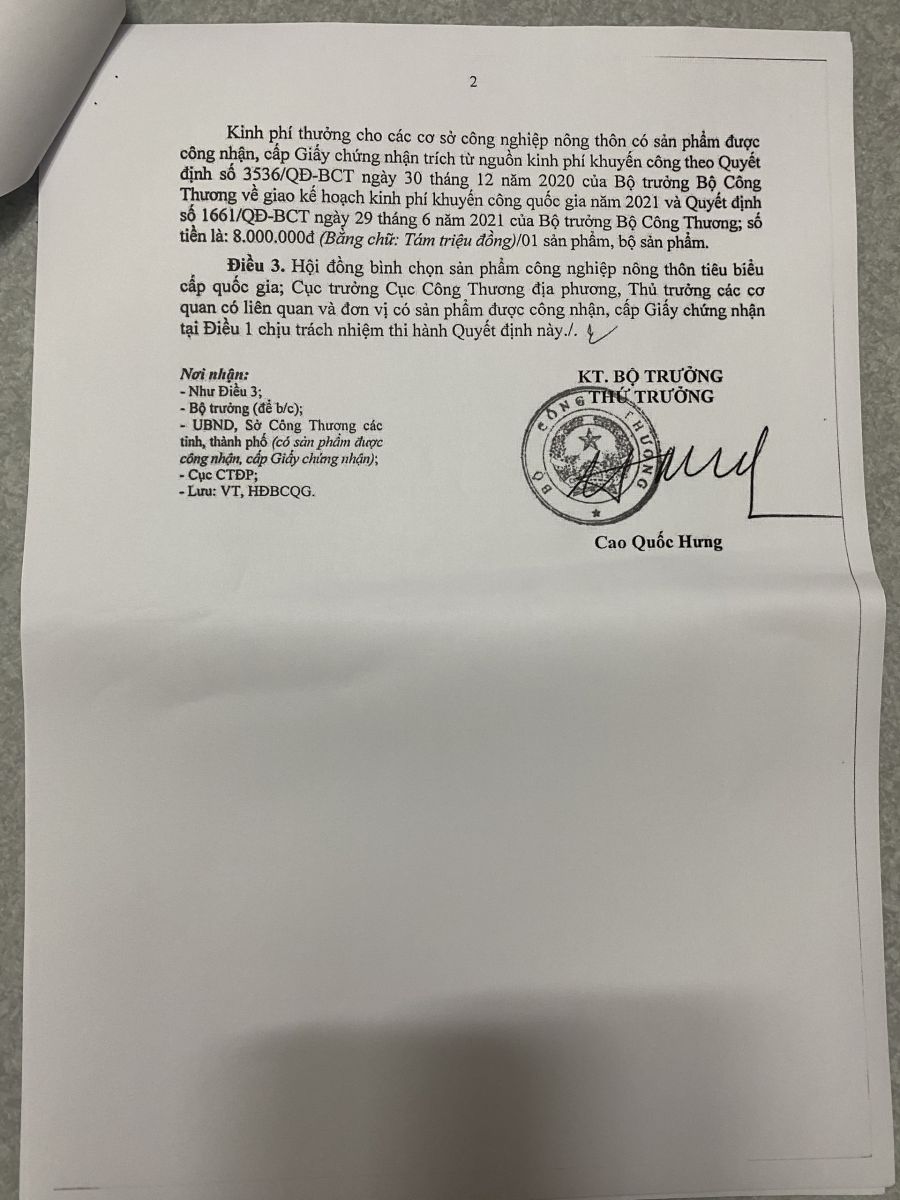 2
Kinh phí thưởng cho các cơ sở công nghiệp nông thôn có sản phẩm được
công nhận, cấp Giấy chứng nhận trích từ nguồn kinh phí khuyến công theo Quyết
định số 3536/QĐ-BCT ngày 30 tháng 12 năm 2020 của Bộ trưởng Bộ Công
Thương về giao kế hoạch kinh phí khuyến công quốc gia năm 2021 và Quyết định
số 1661/QĐ-BCT ngày 29 tháng 6 năm 2021 của Bộ trưởng Bộ Công Thương; số
tiền là: 8.000.000đ (Bằng chữ: Tám triệu đồng)/01 sản phẩm, bộ sản phẩm.
Điều 3. Hội đồng bình chọn sản phẩm công nghiệp nông thôn tiêu biểu
cấp quốc gia; Cục trưởng Cục Công Thương địa phương, Thủ trưởng các cơ
quan có liên quan và đơn vị có sản phẩm được công nhận, cấp Giấy chứng nhận
tại Điều 1 chịu trách nhiệm thi hành Quyết định này./.
Nơi nhận:
- Như Điều 3;
- Bộ trưởng (để b/c);
- UBND, Sở Công Thương các
tỉnh, thành phố (có sản phẩm được
công nhận, cấp Giấy chứng nhận);
- Cục CTĐP;
- Lưu: VT, HĐBCQG.
KT. BỘ TRƯỞNG
THỨ TRƯỞNG
BỘ CÔNG THƯƠNG
Cao Quốc Hưng